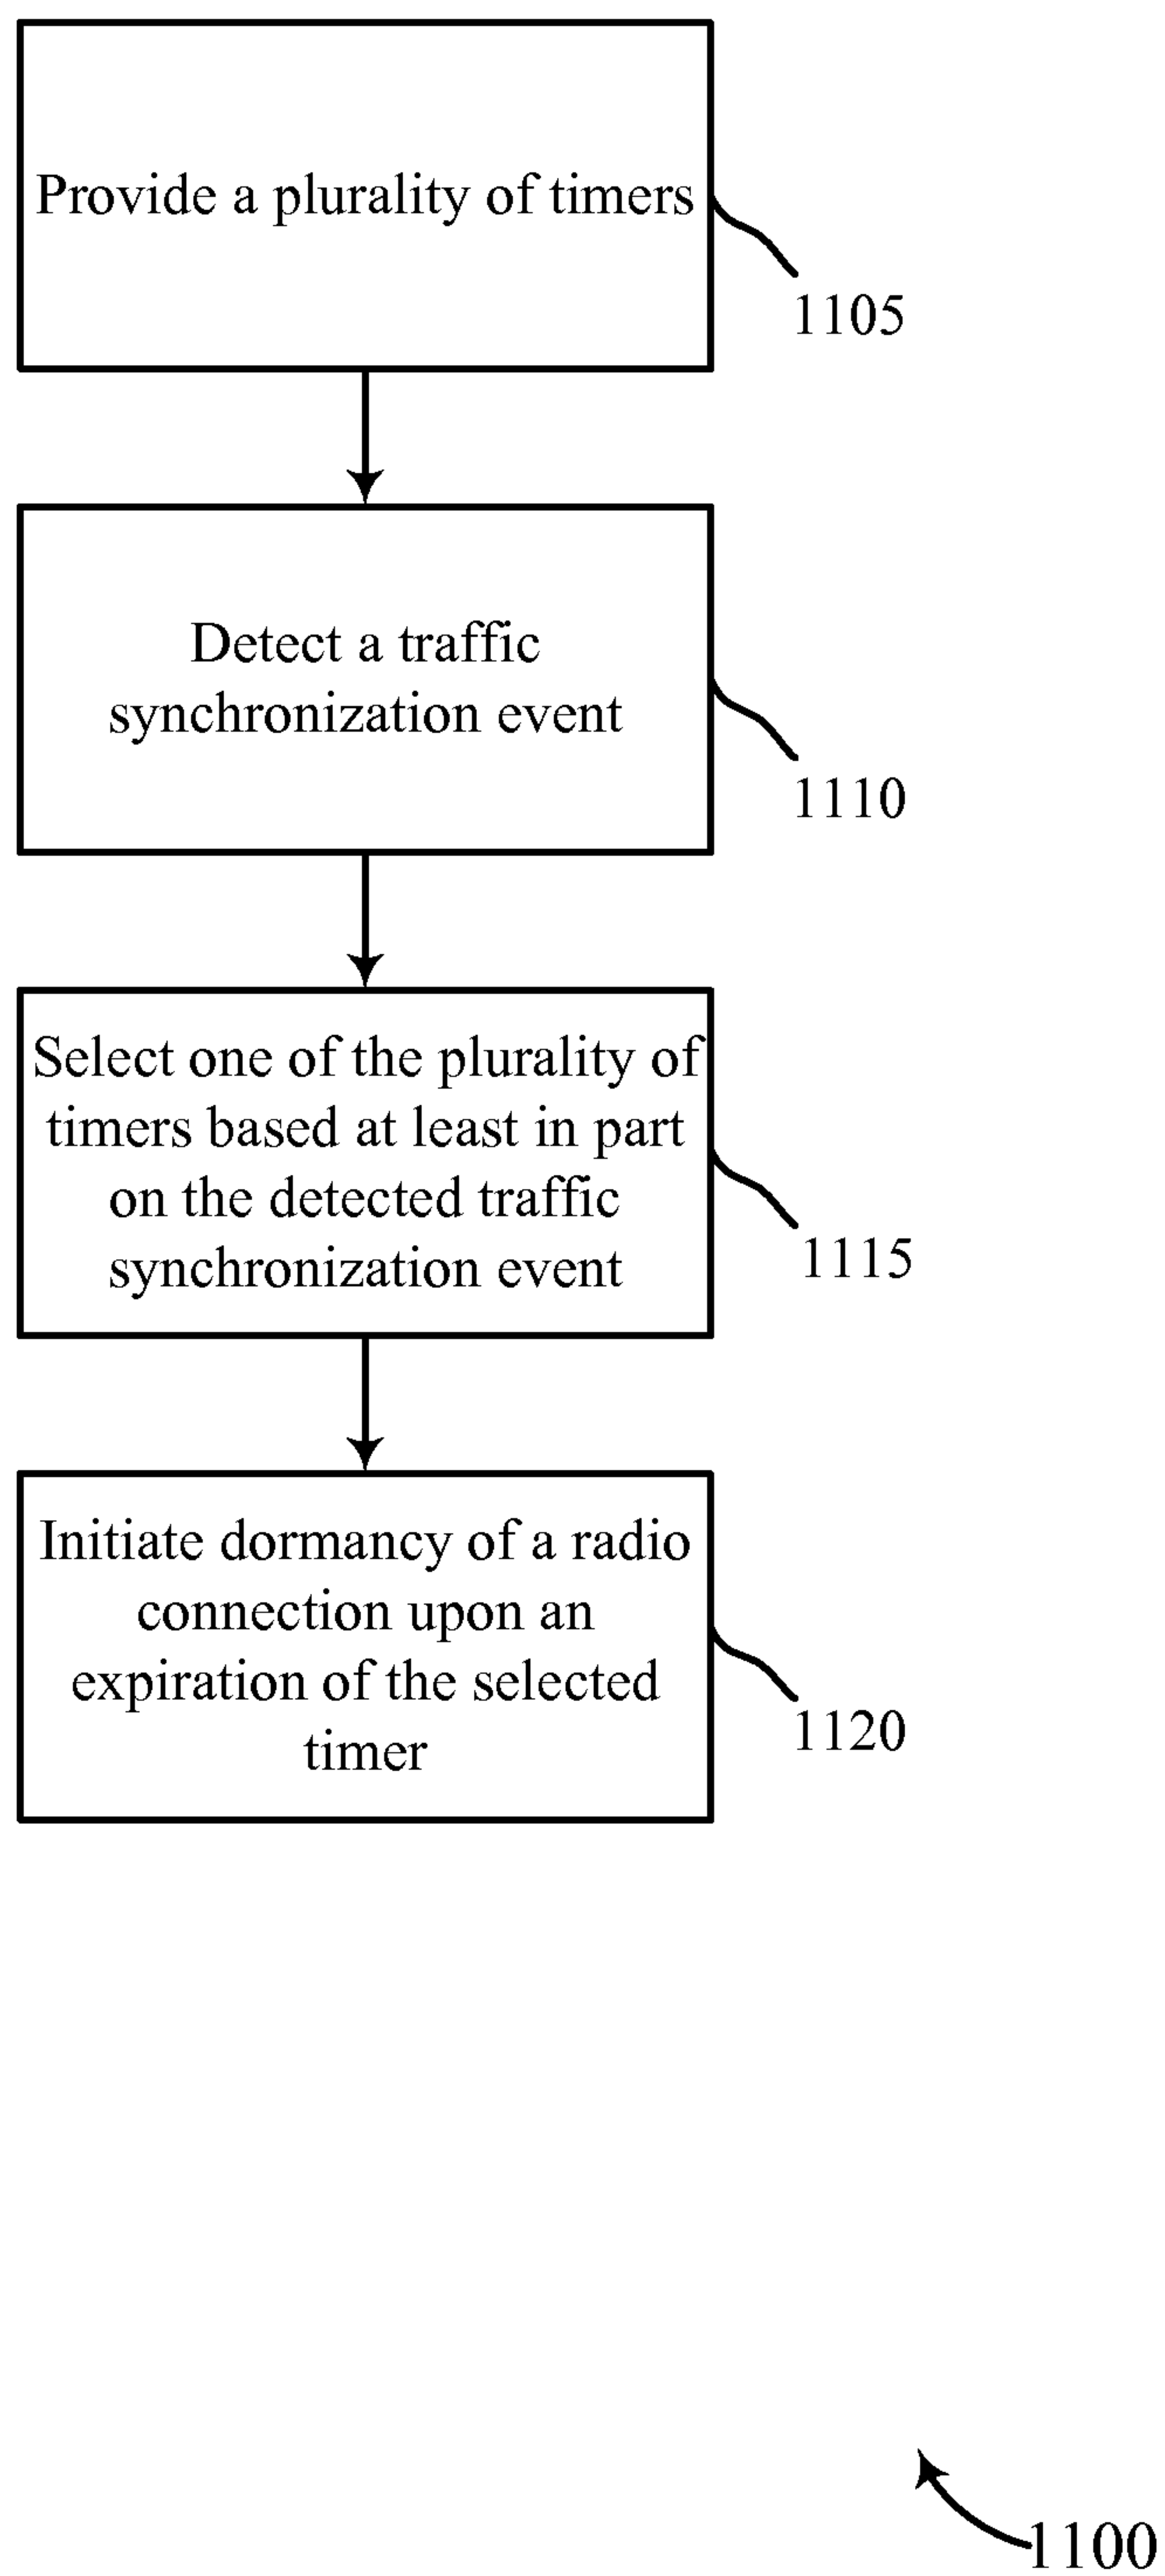 Provide a plurality of timers
1105
Detect a traffic
synchronization event
1110
Select one of the plurality of
timers based at least in part
on the detected traffic
synchronization event
1115
Initiate dormancy of a radio
connection upon an
expiration of the selected
timer
1120
1100